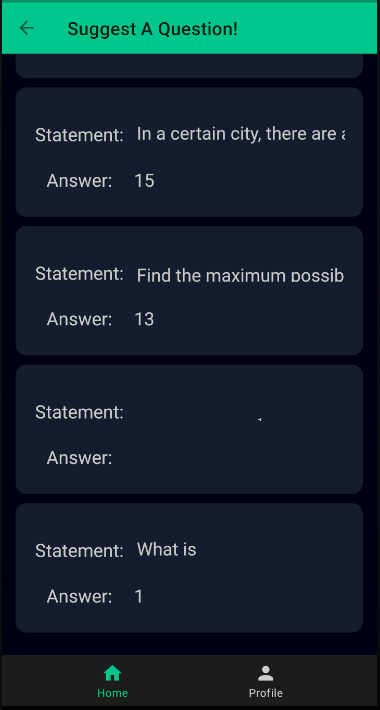 Suggest A Question!
Statement: In a certain city, there are
Answer: 15
Statement: Find the maximum possib
Answer: 13
Statement:
Answer:
Statement: What is
Answer: 1
Home
Profile